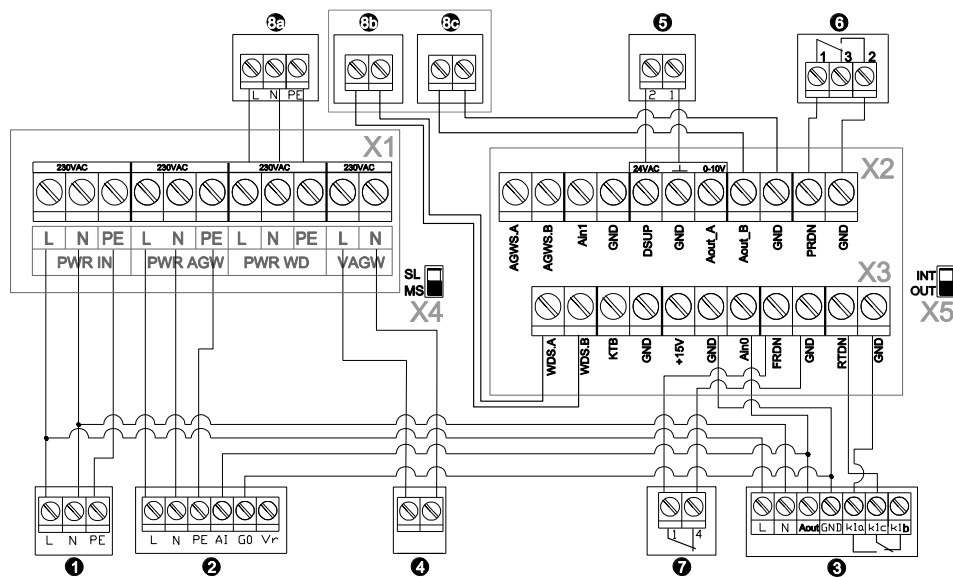 8a 8b 8c 5 6
1 3 2
L N PE 2 1
X1 X2
230VAC 230VAC 230VAC 230VAC 24VAC ⊥ 0-10V
L N PE L N PE L N PE L N
PWR IN PWR AGW PWR WD VAGW
AGWS.A AGWS.B Ain1 GND DSUP GND Aout_A Aout_B GND PRDN GND
SL
MS
X4
X3
INT
OUT
X5
WDS.A WDS.B KTB GND +15V GND Ain0 FRDN GND RTDN GND
L N PE L N PE AI G0 Vr 1 4 L N Aout GND k1a k1c k1b
1 2 4 7 3